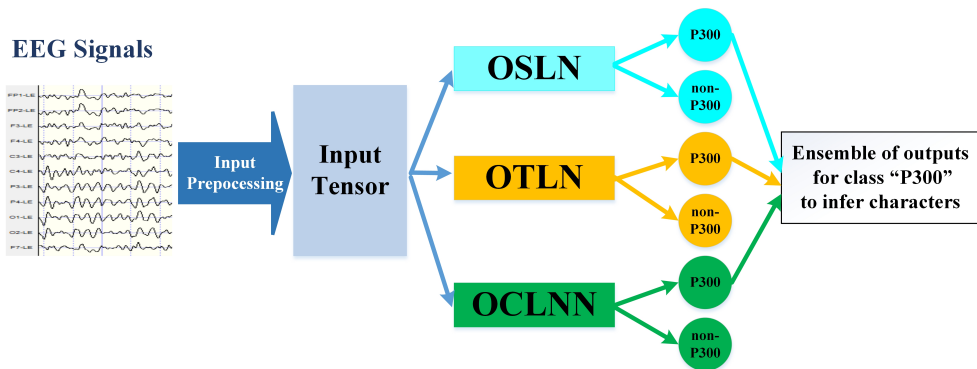 EEG Signals
FP1-LE
FP2-LE
F3-LE
F4-LE
C3-LE
C4-LE
P3-LE
P4-LE
O1-LE
O2-LE
F7-LE
Input
Prepocessing
Input
Tensor
OSLN
P300
non-
P300
OTLN
P300
non-
P300
OCLNN
P300
non-
P300
Ensemble of outputs
for class “P300”
to infer characters